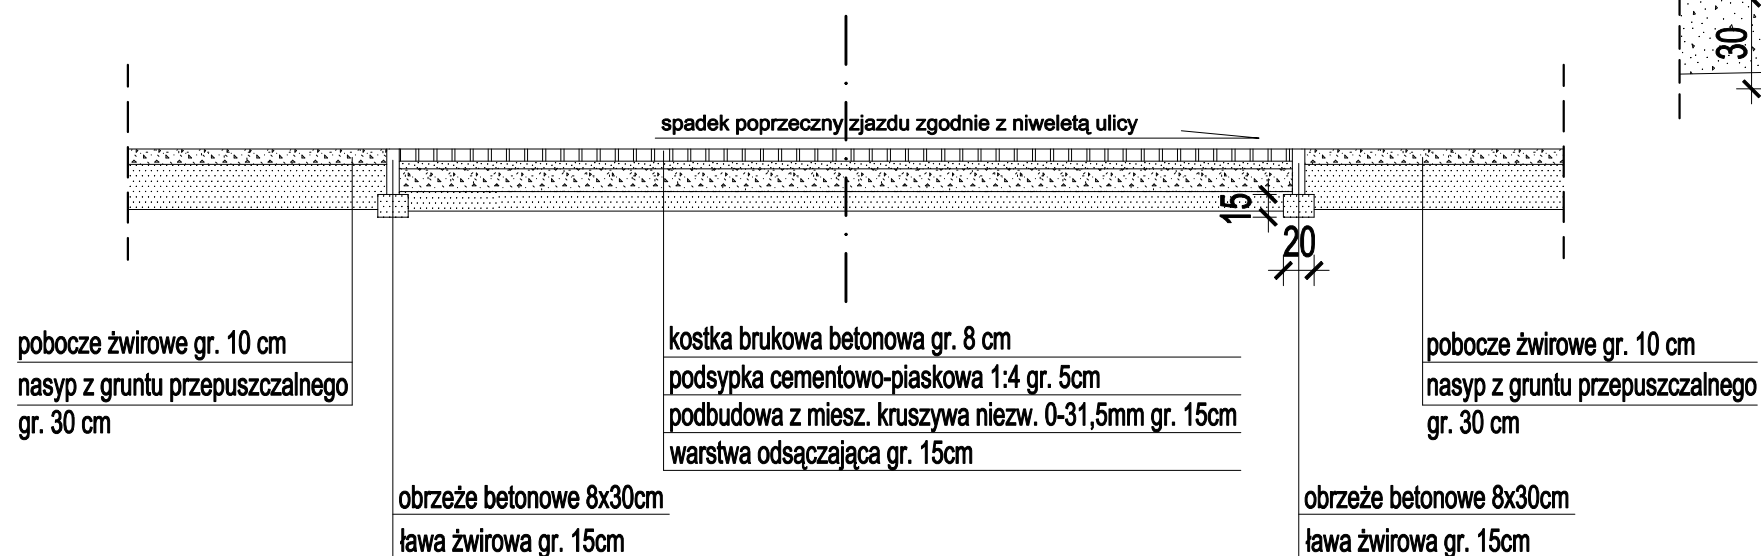 30
spadek poprzeczny zjazdu zgodnie z niweletą ulicy
15
20
pobocze żwirowe gr. 10 cm
nasyp z gruntu przepuszczalnego
gr. 30 cm
kostka brukowa betonowa gr. 8 cm
podsypka cementowo-piaskowa 1:4 gr. 5cm
podbudowa z miesz. kruszywa niezw. 0-31,5mm gr. 15cm
warstwa odsączająca gr. 15cm
pobocze żwirowe gr. 10 cm
nasyp z gruntu przepuszczalnego
gr. 30 cm
obrzeże betonowe 8x30cm
ława żwirowa gr. 15cm
obrzeże betonowe 8x30cm
ława żwirowa gr. 15cm